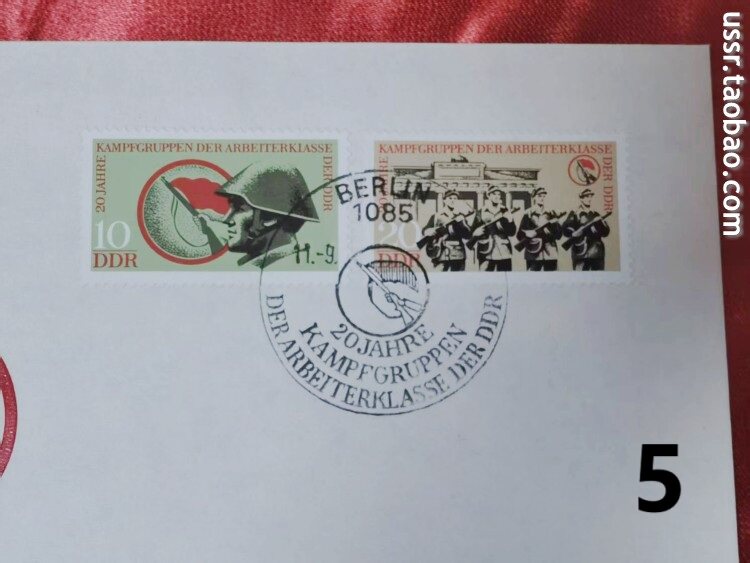 ussr.taobao.com
20 JAHRE KAMPFGRUPPEN DER ARBEITERKLASSE DER DDR
10
DDR
KAMPFGRUPPEN DER ARBEITERKLASSE DER DDR
20
DDR
BERLIN
1085
11.-9.
20 JAHRE
KAMPFGRUPPEN
DER ARBEITERKLASSE DER DDR
5